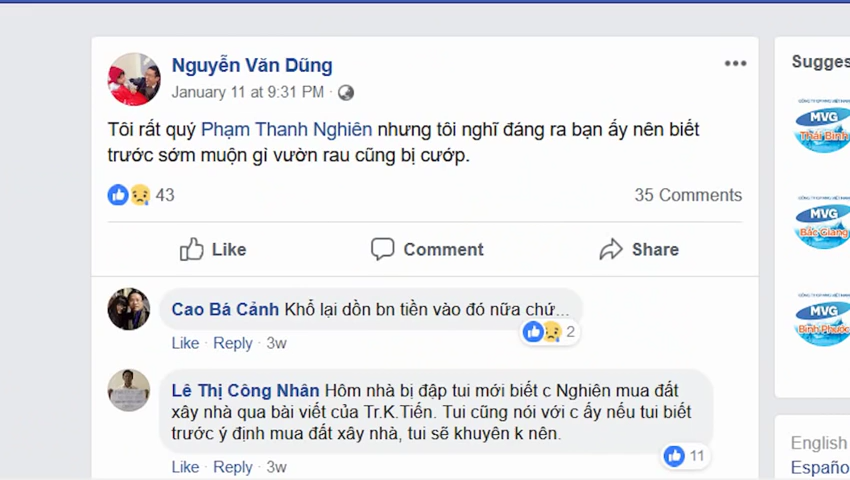 Nguyễn Văn Dũng
January 11 at 9:31 PM ·
Tôi rất quý Phạm Thanh Nghiên nhưng tôi nghĩ đáng ra bạn ấy nên biết
trước sớm muộn gì vườn rau cũng bị cướp.
43
35 Comments
Like
Comment
Share
Cao Bá Cảnh Khổ lại dồn bn tiền vào đó nữa chứ...
2
Like · Reply · 3w
Lê Thị Công Nhân Hôm nhà bị đập tui mới biết c Nghiên mua đất
xây nhà qua bài viết của Tr.K.Tiến. Tui cũng nói với c ấy nếu tui biết
trước ý định mua đất xây nhà, tui sẽ khuyên k nên.
11
Like · Reply · 3w
Sugges
MVG
Thái Bình
MVG
Bắc Giang
MVG
Bình Phước
English
Españo